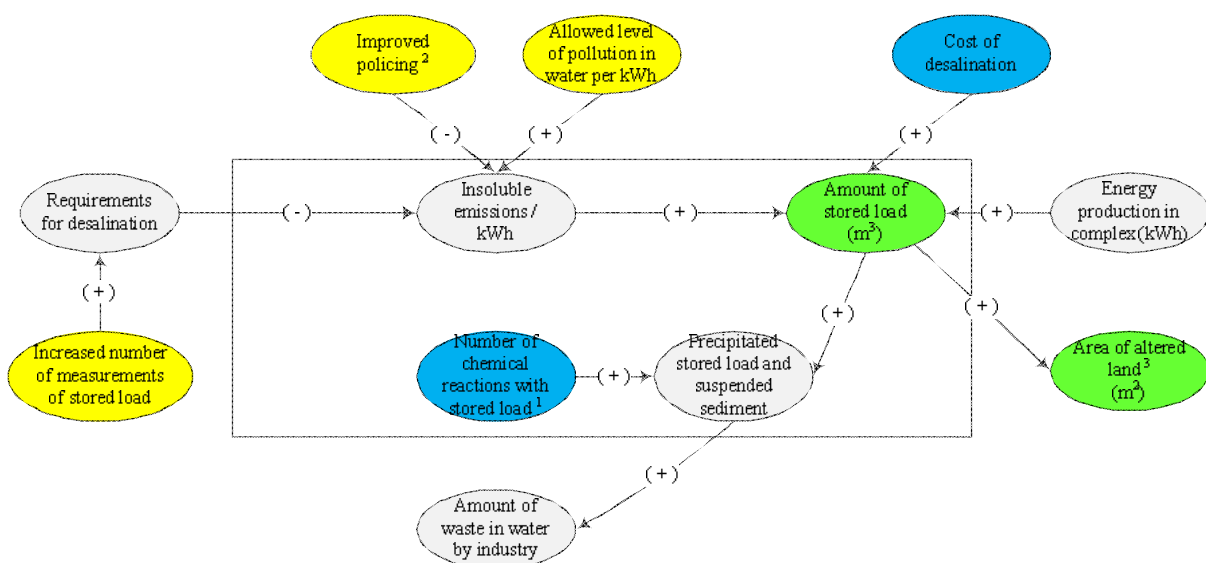 Improved
policing 2
Allowed level
of pollution in
water per kWh
Cost of
desalination
( - )
( + )
( + )
Requirements
for desalination
( - )
Insoluble
emissions /
kWh
( + )
Amount of
stored load
(m3)
( + )
Energy
production in
complex(kWh)
( + )
( + )
( + )
Increased number
of measurements
of stored load
Number of
chemical
reactions with
stored load 1
( + )
Precipitated
stored load and
suspended
sediment
Area of altered
land 3
(m2)
( + )
Amount of
waste in water
by industry